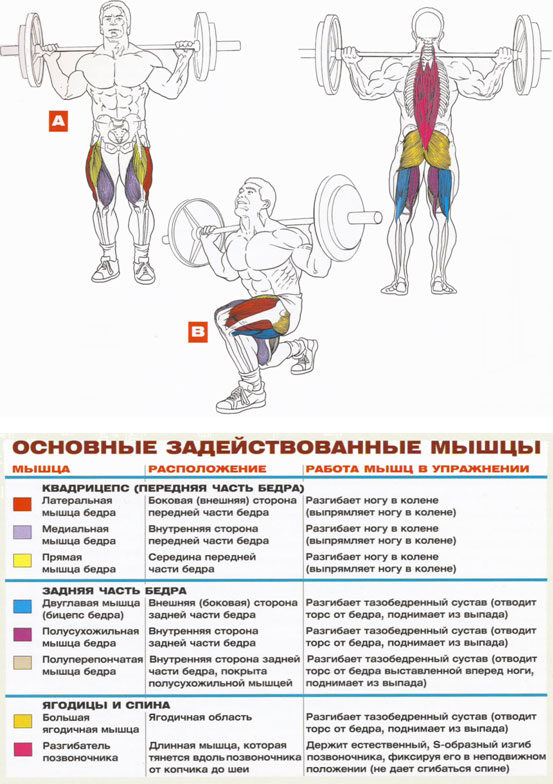 A
B
ОСНОВНЫЕ ЗАДЕЙСТВОВАННЫЕ МЫШЦЫ
МЫШЦА РАСПОЛОЖЕНИЕ РАБОТА МЫШЦ В УПРАЖНЕНИИ
КВАДРИЦЕПС (ПЕРЕДНЯЯ ЧАСТЬ БЕДРА)
Латеральная Боковая (внешняя) сторона Разгибает ногу в колене
мышца бедра передней части бедра (выпрямляет ногу в колене)
Медиальная Внутренняя сторона Разгибает ногу в колене
мышца бедра передней части бедра (выпрямляет ногу в колене)
Прямая Середина передней Разгибает ногу в колене
мышца бедра части бедра (выпрямляет ногу в колене)
ЗАДНЯЯ ЧАСТЬ БЕДРА
Двуглавая мышца Внешняя (боковая) сторона Разгибает тазобедренный сустав (отводит
(бицепс бедра) задней части бедра торс от бедра, поднимает из выпада)
Полусухожильная Внутренняя сторона Разгибает тазобедренный сустав (отводит
мышца бедра задней части бедра торс от бедра, поднимает из выпада)
Полуперепончатая Внутренняя сторона задней Разгибает тазобедренный сустав (отводит
мышца бедра части бедра, покрыта торс от бедра выставленной вперед ноги,
полусухожильной мышцей поднимает из выпада)
ЯГОДИЦЫ И СПИНА
Большая Ягодичная область Разгибает тазобедренный сустав (отводит
ягодичная мышца торс от бедра, поднимает из выпада)
Разгибатель Длинная мышца, которая Держит естественный, S-образный изгиб
позвоночника тянется вдоль позвоночника позвоночника, фиксируя его в неподвижном
от копчика до шеи положении (не дает сгибаться спине)